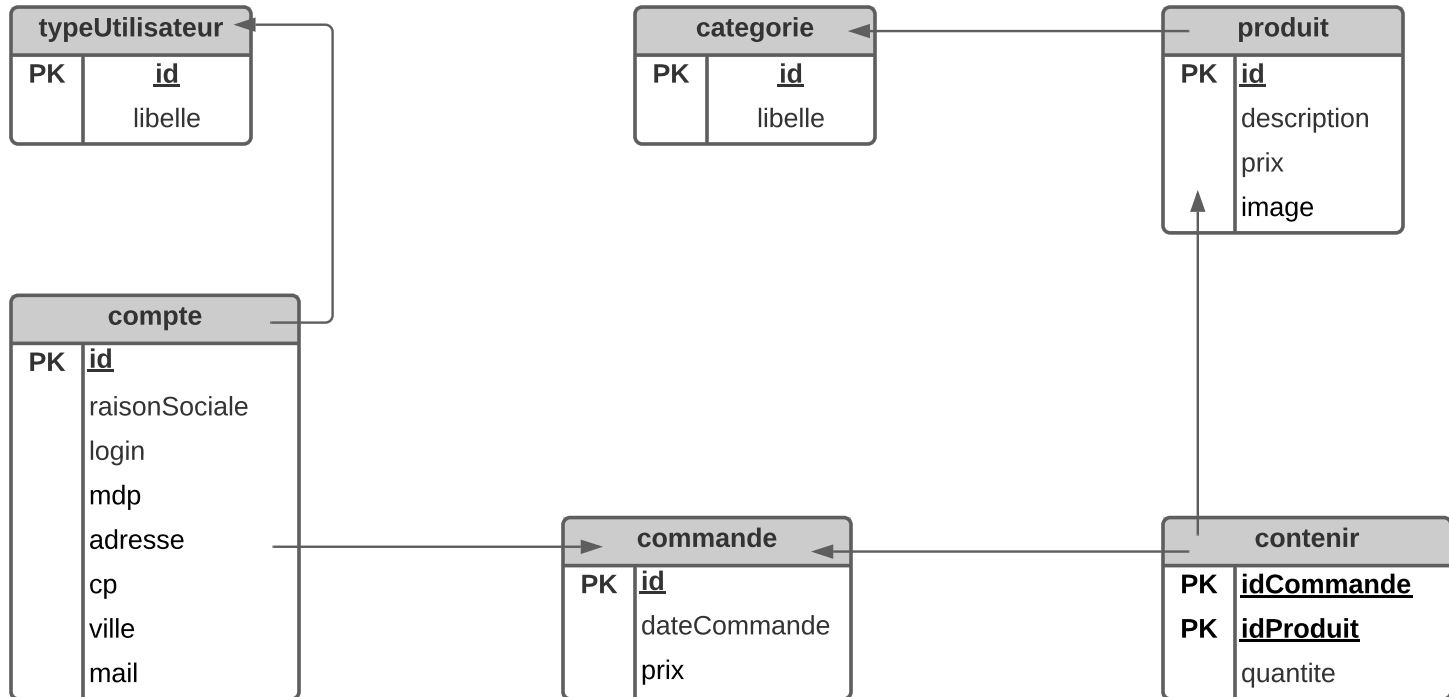 typeUtilisateur
PK id
libelle
categorie
PK id
libelle
produit
PK id
description
prix
image
compte
PK id
raisonSociale
login
mdp
adresse
cp
ville
mail
commande
PK id
dateCommande
prix
contenir
PK idCommande
PK idProduit
quantite